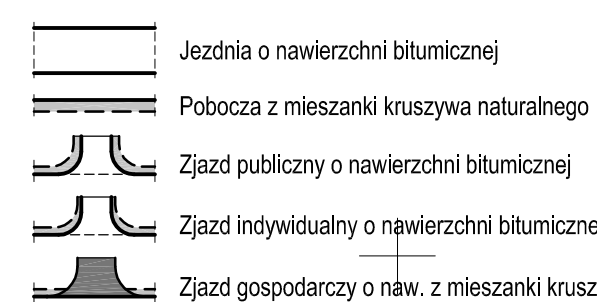 Jezdnia o nawierzchni bitumicznej
Pobocza z mieszanki kruszywa naturalnego
Zjazd publiczny o nawierzchni bitumicznej
Zjazd indywidualny o nawierzchni bitumiczne
Zjazd gospodarczy o naw. z mieszanki krusz